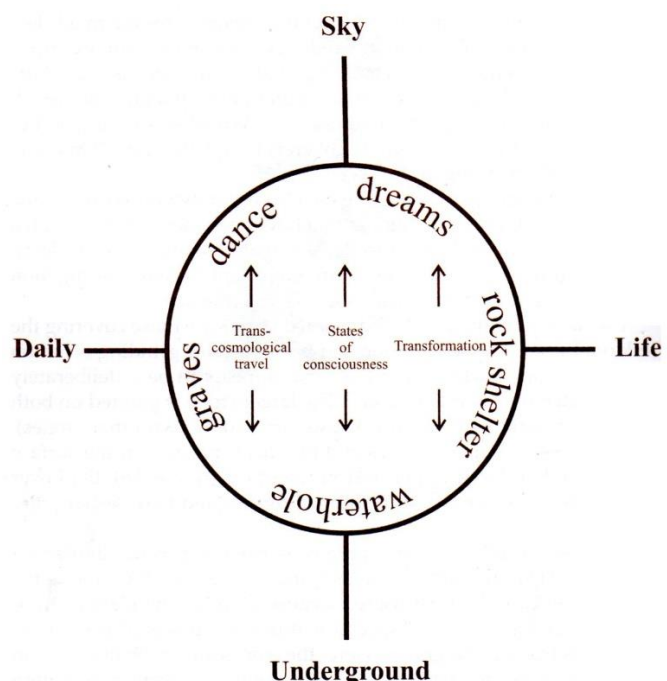 Sky
dance
dreams
Trans-
cosmological
travel
States
of
consciousness
Transformation
Daily
Life
graves
rock shelter
waterhole
Underground